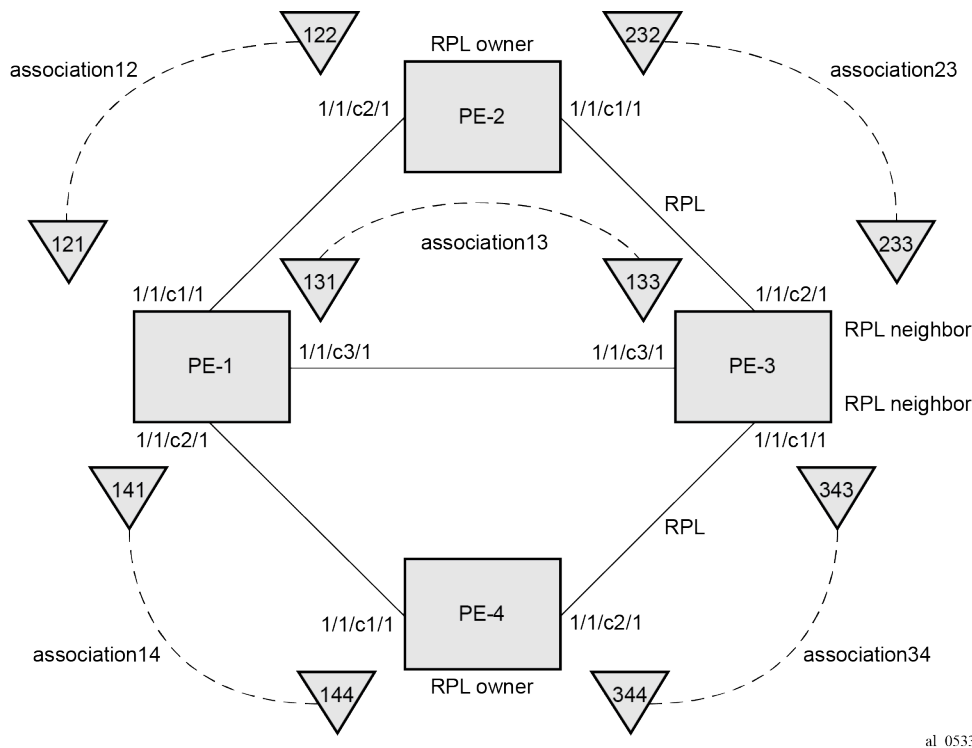 122
232
RPL owner
association12
association23
1/1/c2/1
PE-2
1/1/c1/1
RPL
121
association13
233
131
133
1/1/c1/1
1/1/c2/1
RPL neighbor
PE-1
1/1/c3/1
1/1/c3/1
PE-3
RPL neighbor
1/1/c2/1
1/1/c1/1
141
343
RPL
PE-4
1/1/c1/1
1/1/c2/1
association14
association34
RPL owner
144
344
al_0533